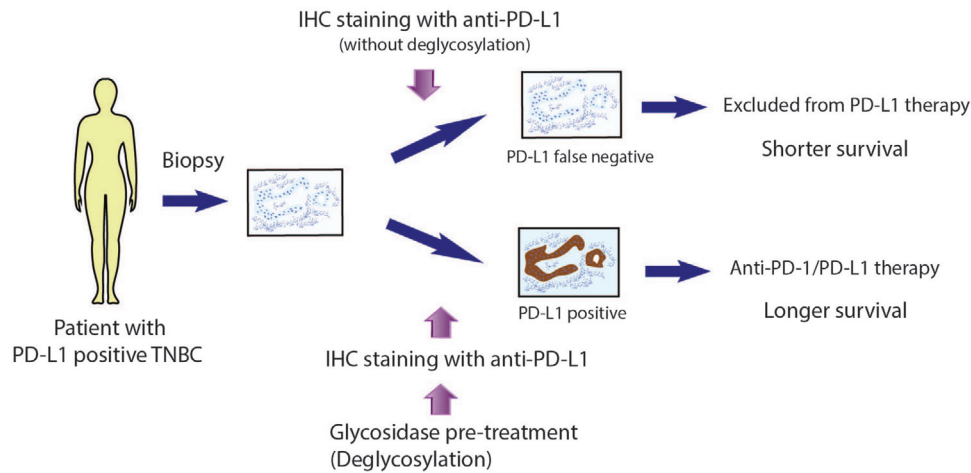 IHC staining with anti-PD-L1
(without deglycosylation)
Biopsy
PD-L1 false negative
Excluded from PD-L1 therapy
Shorter survival
PD-L1 positive
Anti-PD-1/PD-L1 therapy
Longer survival
Patient with
PD-L1 positive TNBC
IHC staining with anti-PD-L1
Glycosidase pre-treatment
(Deglycosylation)